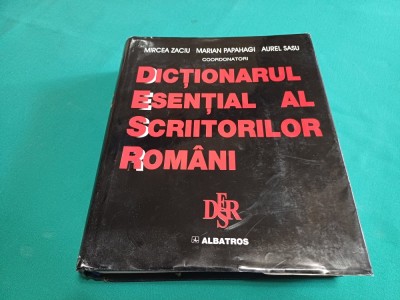 MIRCEA ZACIU MARIAN PAPAHAGI AUREL SASU
COORDONATORI
DICȚIONARUL
ESENȚIAL AL
SCRIITORILOR
ROMÂNI
DESR
ALBATROS